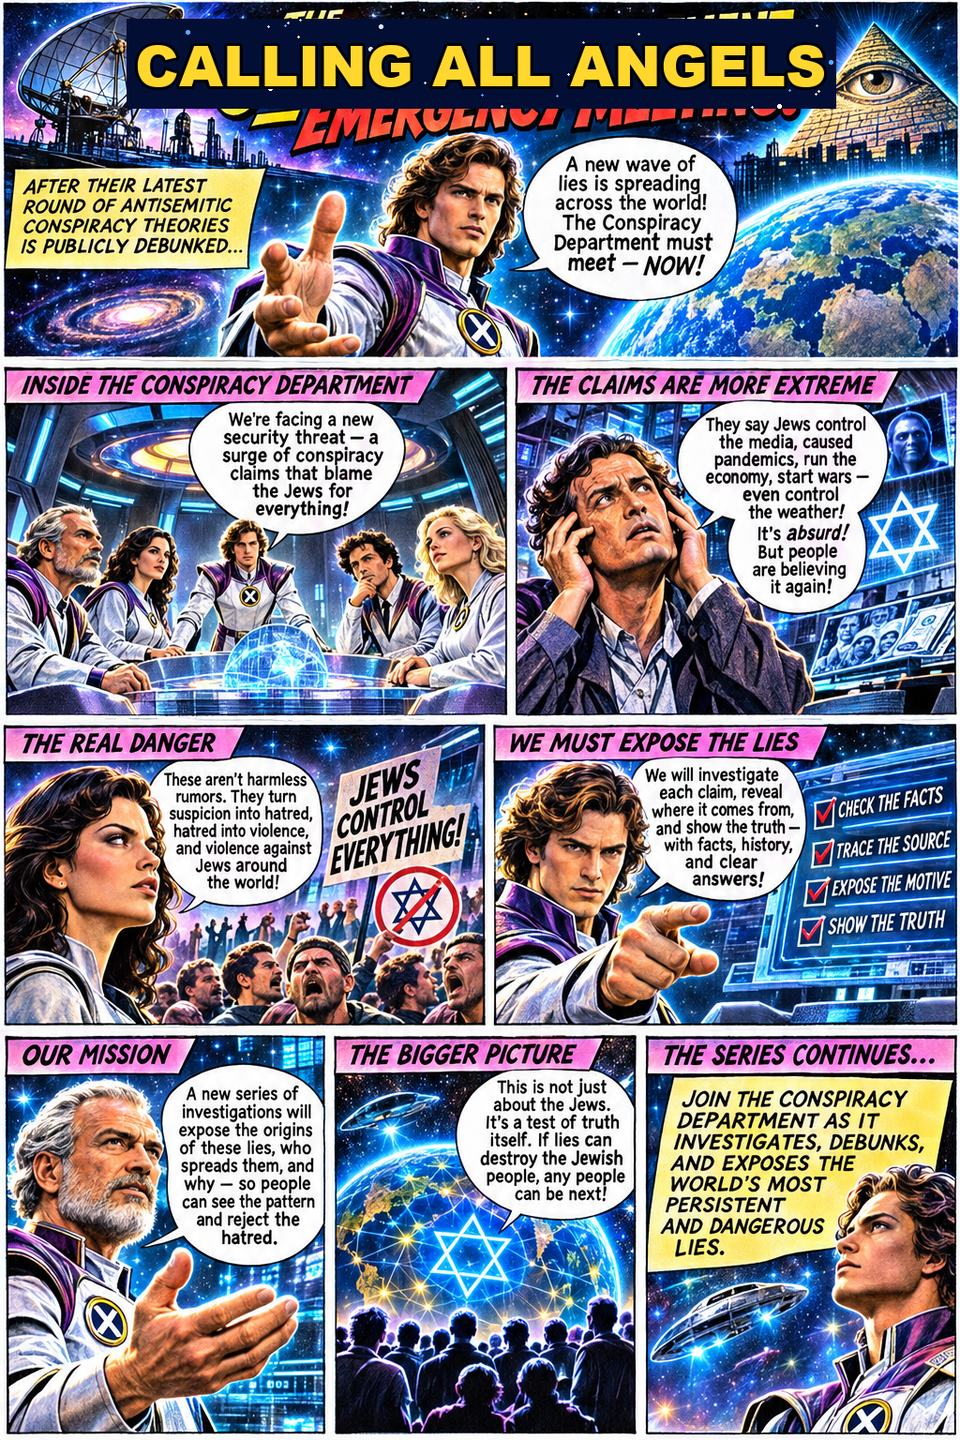 THE
CALLING ALL ANGELS
EMERGENCY MEETING!
AFTER THEIR LATEST
ROUND OF ANTISEMITIC
CONSPIRACY THEORIES
IS PUBLICLY DEBUNKED...
A new wave of
lies is spreading
across the world!
The Conspiracy
Department must
meet — NOW!
X
INSIDE THE CONSPIRACY DEPARTMENT
We're facing a new
security threat — a
surge of conspiracy
claims that blame
the Jews for
everything!
X
THE CLAIMS ARE MORE EXTREME
They say Jews control
the media, caused
pandemics, run the
economy, start wars —
even control
the weather!
It's absurd!
But people
are believing
it again!
THE REAL DANGER
These aren't harmless
rumors. They turn
suspicion into hatred,
hatred into violence,
and violence against
Jews around
the world!
JEWS
CONTROL
EVERYTHING!
WE MUST EXPOSE THE LIES
We will investigate
each claim, reveal
where it comes from,
and show the truth —
with facts, history,
and clear
answers!
CHECK THE FACTS
TRACE THE SOURCE
EXPOSE THE MOTIVE
SHOW THE TRUTH
OUR MISSION
A new series of
investigations will
expose the origins
of these lies, who
spreads them, and
why — so people
can see the pattern
and reject the
hatred.
X
THE BIGGER PICTURE
This is not just
about the Jews.
It's a test of truth
itself. If lies can
destroy the Jewish
people, any people
can be next!
THE SERIES CONTINUES...
JOIN THE CONSPIRACY
DEPARTMENT AS IT
INVESTIGATES, DEBUNKS,
AND EXPOSES THE
WORLD'S MOST
PERSISTENT
AND DANGEROUS
LIES.
X